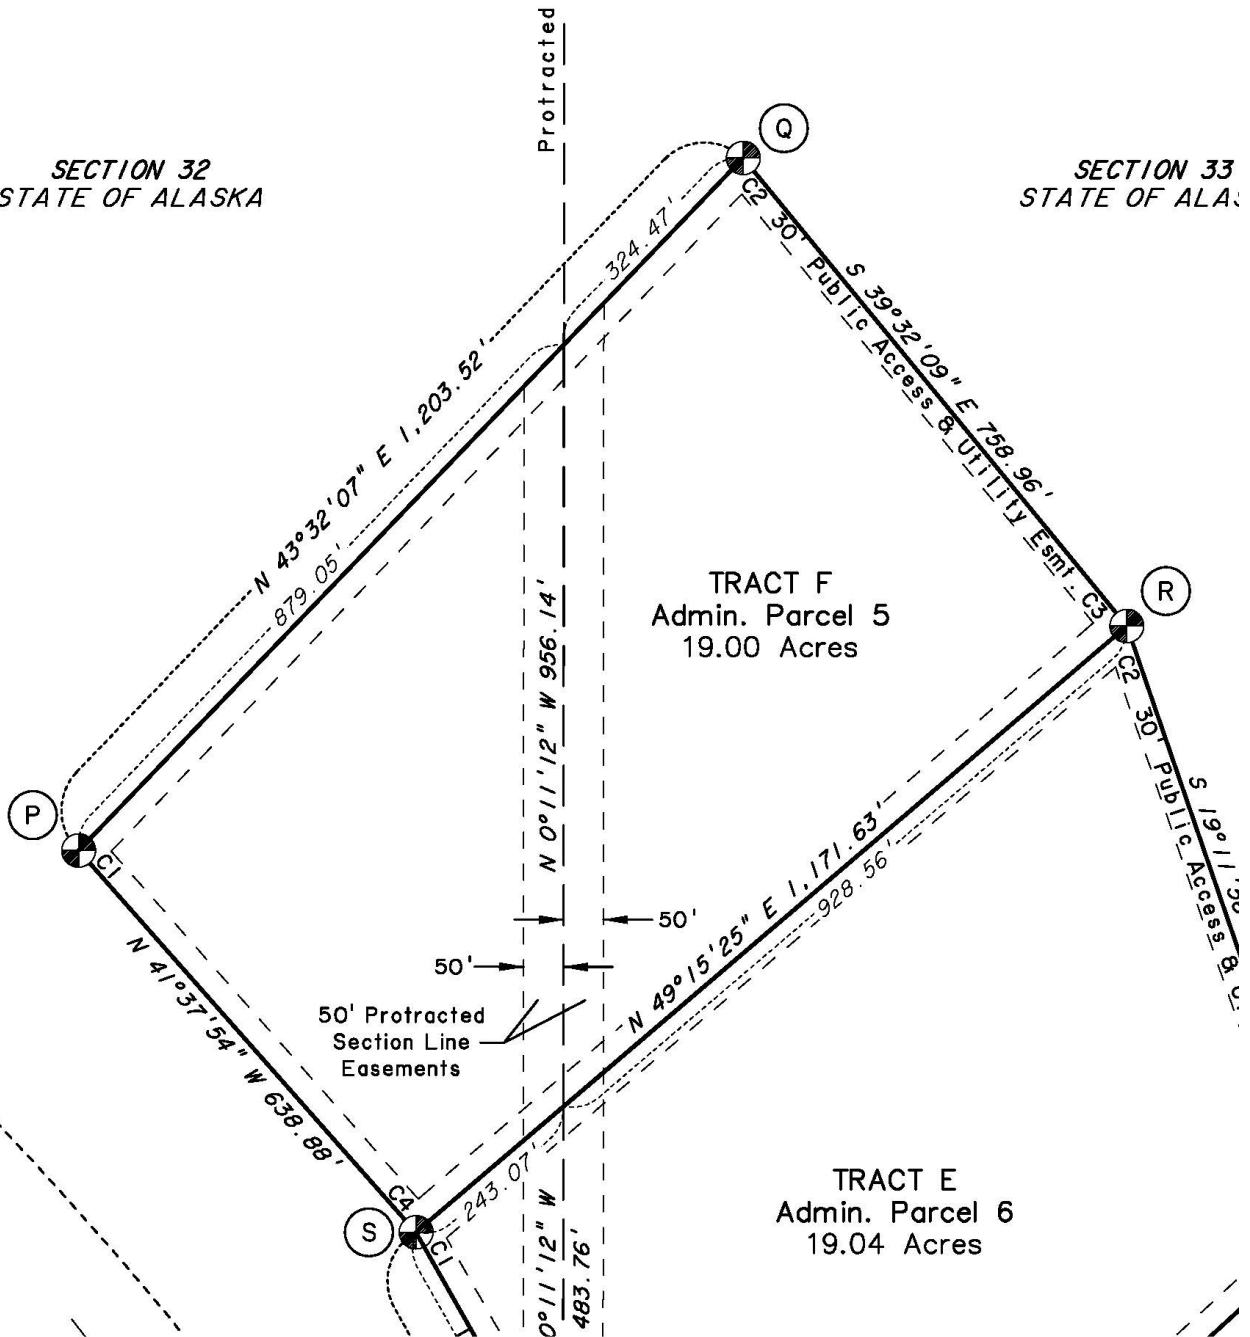 Protracted
Q
SECTION 32
STATE OF ALASKA
SECTION 33
STATE OF ALAS
C2 30' Public Access & Utility Esmt. C3
S 39°32'09" E 758.96'
324.47'
N 43°32'07" E 1,203.52'
879.05'
TRACT F
Admin. Parcel 5
19.00 Acres
R
N 0°11'12" W 956.14'
P
C1
C2 30' Public Access &
S 19°11'
N 49°15'25" E 1,171.63'
928.56'
50'
50'
N 41°37'54" W 638.88'
50' Protracted
Section Line
Easements
C4
S
243.07'
C1
0°11'12" W
483.76'
TRACT E
Admin. Parcel 6
19.04 Acres